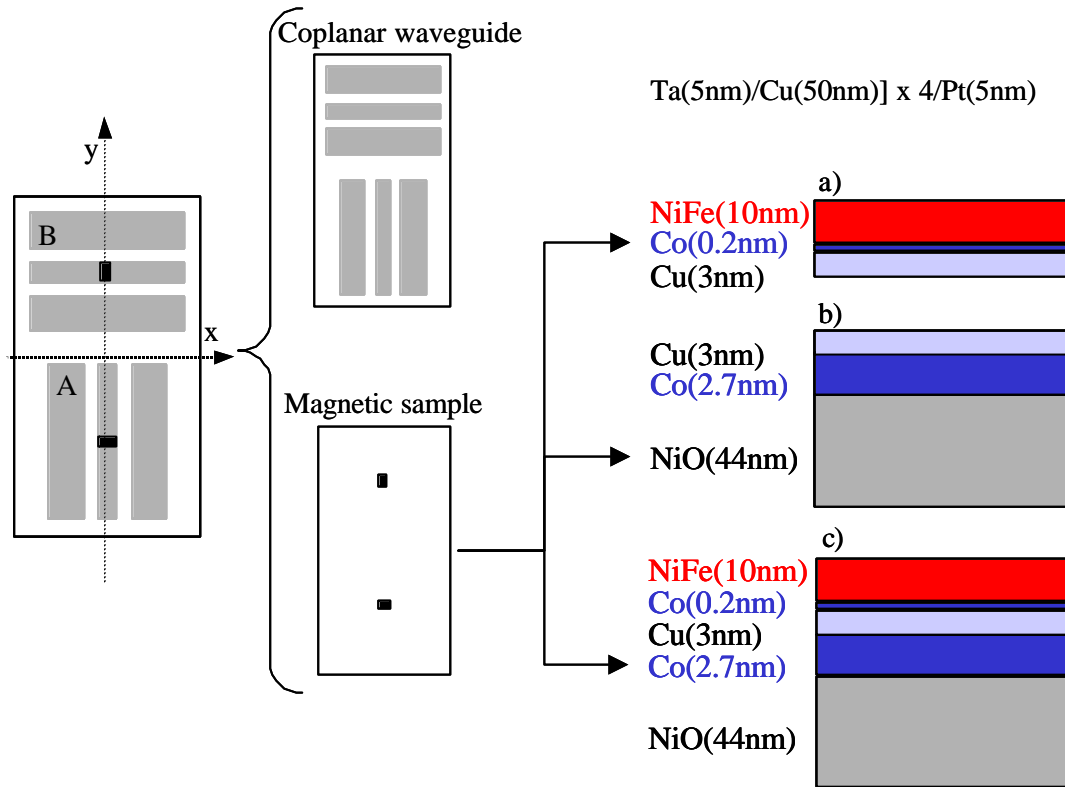 Coplanar waveguide
Ta(5nm)/Cu(50nm)] x 4/Pt(5nm)
y
B
x
A
Magnetic sample
a)
NiFe(10nm)
Co(0.2nm)
Cu(3nm)
b)
Cu(3nm)
Co(2.7nm)
NiO(44nm)
c)
NiFe(10nm)
Co(0.2nm)
Cu(3nm)
Co(2.7nm)
NiO(44nm)